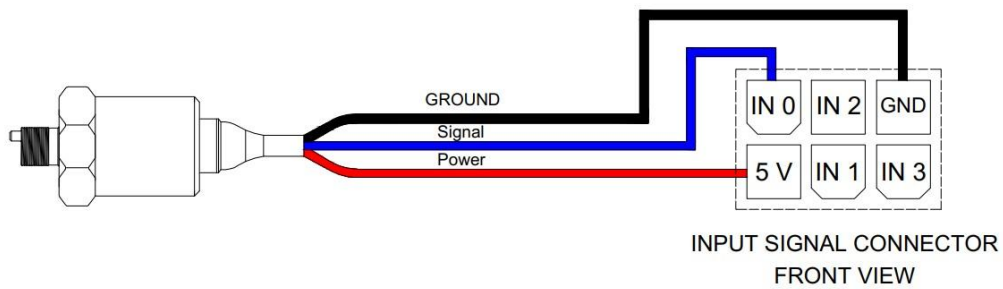 GROUND
Signal
Power
IN 0 IN 2 GND
5 V IN 1 IN 3
INPUT SIGNAL CONNECTOR
FRONT VIEW